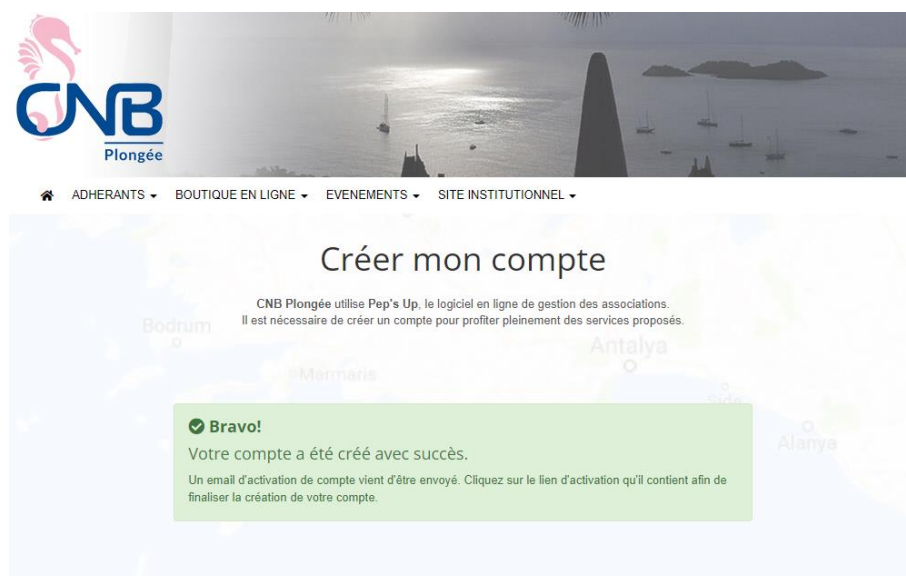 CNB
Plongée
ADHERANTS
BOUTIQUE EN LIGNE
EVENEMENTS
SITE INSTITUTIONNEL
Créer mon compte
CNB Plongée utilise Pep's Up, le logiciel en ligne de gestion des associations.
Il est nécessaire de créer un compte pour profiter pleinement des services proposés.
Bodrum
Antalya
Marmaris
Side
Alanya
Bravo!
Votre compte a été créé avec succès.
Un email d'activation de compte vient d'être envoyé. Cliquez sur le lien d'activation qu'il contient afin de
finaliser la création de votre compte.